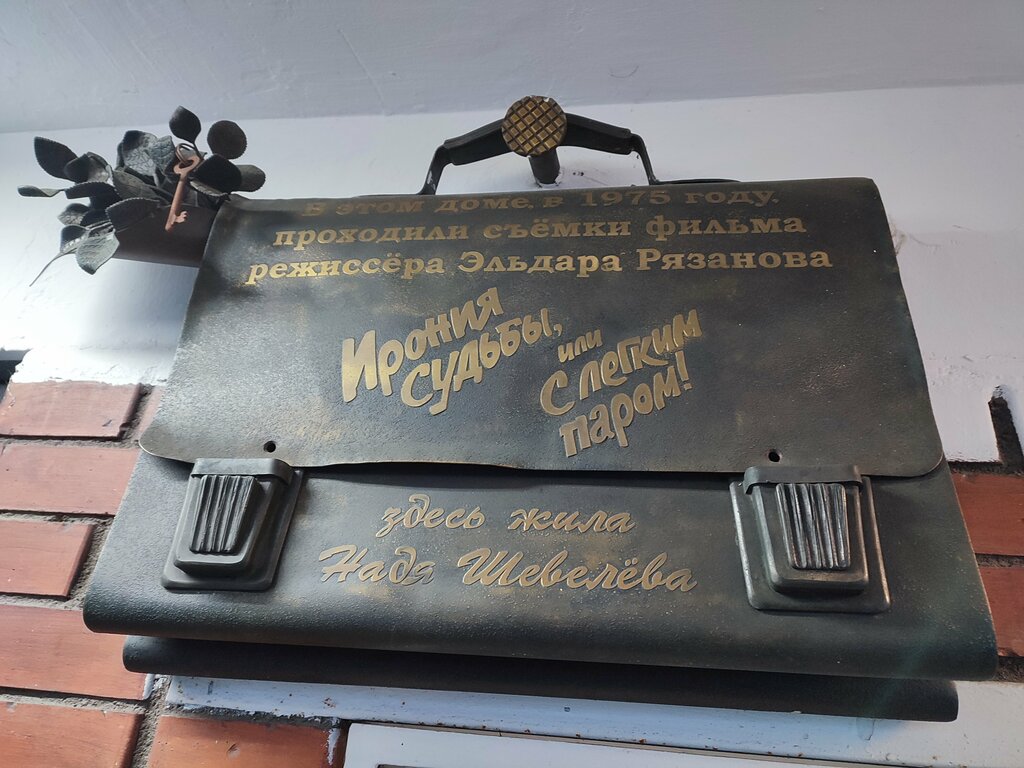 В этом доме, в 1975 году,
проходили съёмки фильма
режиссёра Эльдара Рязанова
Ирония
судьбы,
или
С легким
паром!
здесь жила
Надя Шевелёва